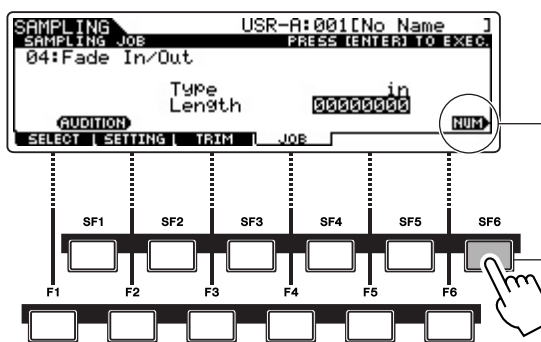 SAMPLING USR-A:001[No Name ]
SAMPLING JOB PRESS [ENTER] TO EXEC.
04:Fade In/Out
Type in
Length 00000000
AUDITION NUM
SELECT SETTING TRIM JOB
SF1 SF2 SF3 SF4 SF5 SF6
F1 F2 F3 F4 F5 F6